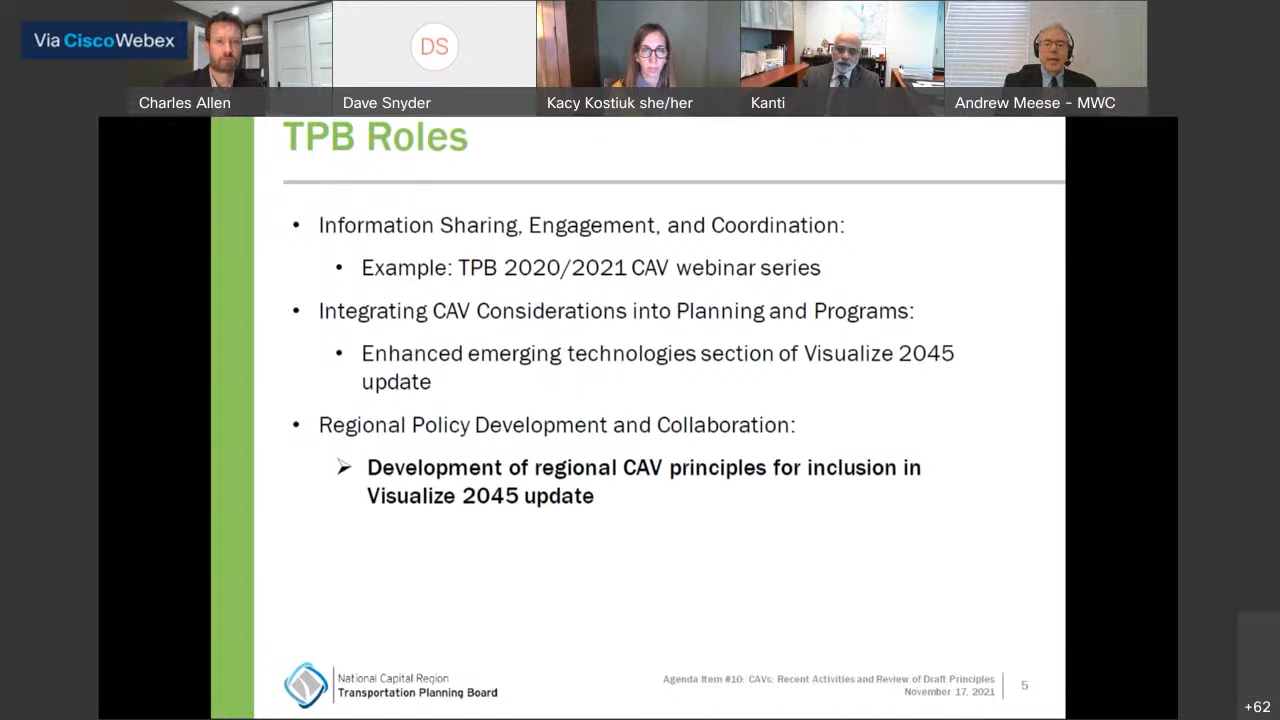 Via CiscoWebex
DS
Charles Allen
Dave Snyder
Kacy Kostiuk she/her
Kanti
Andrew Meese - MWC
TPB Roles
• Information Sharing, Engagement, and Coordination:
• Example: TPB 2020/2021 CAV webinar series
• Integrating CAV Considerations into Planning and Programs:
• Enhanced emerging technologies section of Visualize 2045
update
• Regional Policy Development and Collaboration:
➢ Development of regional CAV principles for inclusion in
Visualize 2045 update
National Capital Region
Transportation Planning Board
Agenda Item #10: CAVs: Recent Activities and Review of Draft Principles
November 17, 2021
5
+62